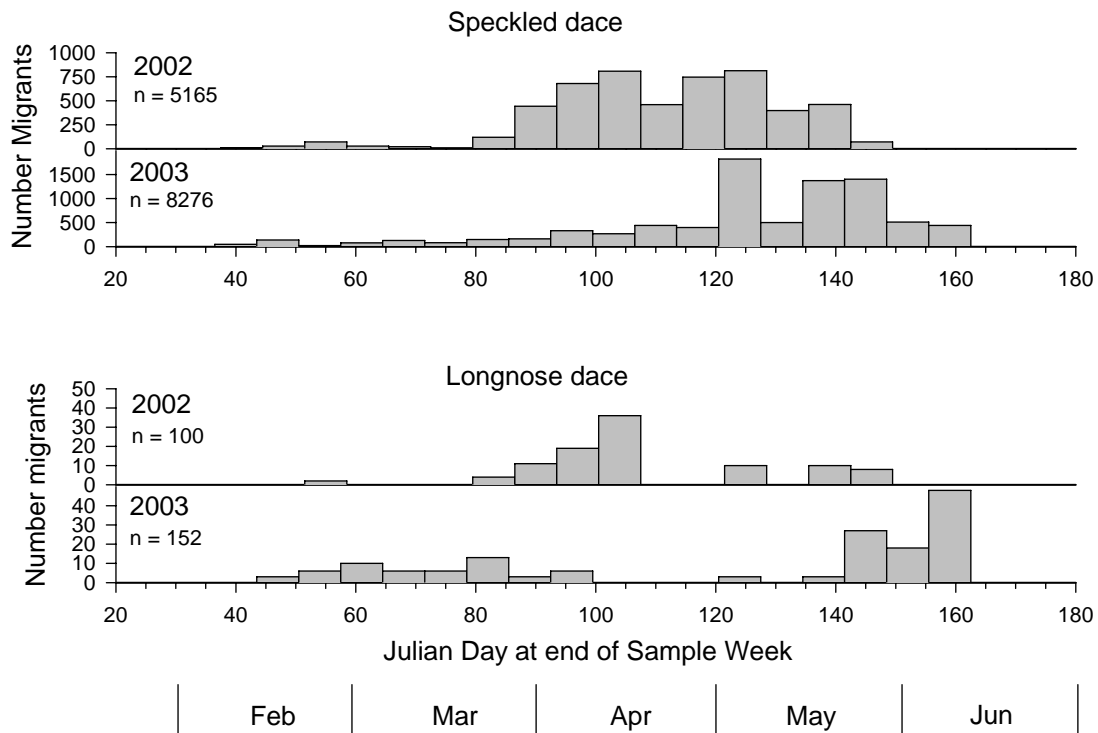 Speckled dace
Number Migrants
1000
750
500
250
0
2002
n = 5165
1500
1000
500
0
2003
n = 8276
20 40 60 80 100 120 140 160 180
Longnose dace
Number migrants
50
40
30
20
10
0
2002
n = 100
40
30
20
10
0
2003
n = 152
20 40 60 80 100 120 140 160 180
Julian Day at end of Sample Week
Feb Mar Apr May Jun